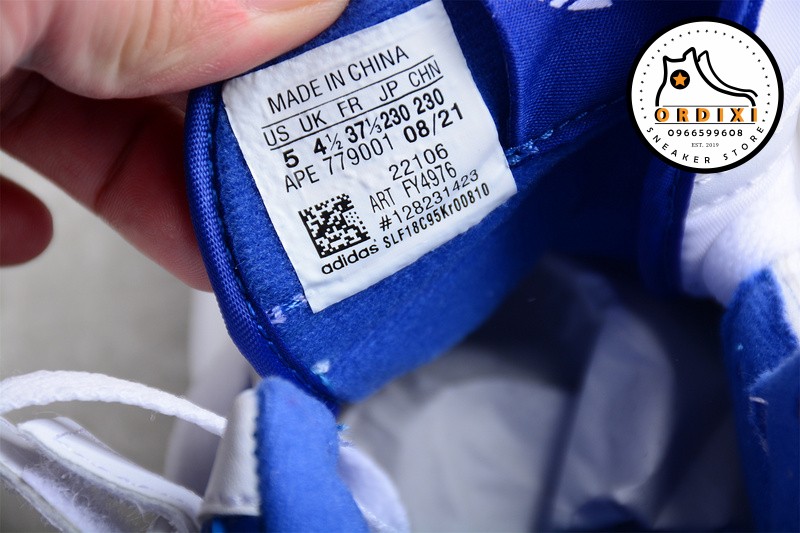 MADE IN CHINA
US UK FR JP CHN
5 4½ 37⅓ 230 230
APE 779001 08/21
22106
ART FY4976
#128231423
adidas SLF18C95Kr00810
ORDIXI
0966599608
EST. 2019
SNEAKER STORE